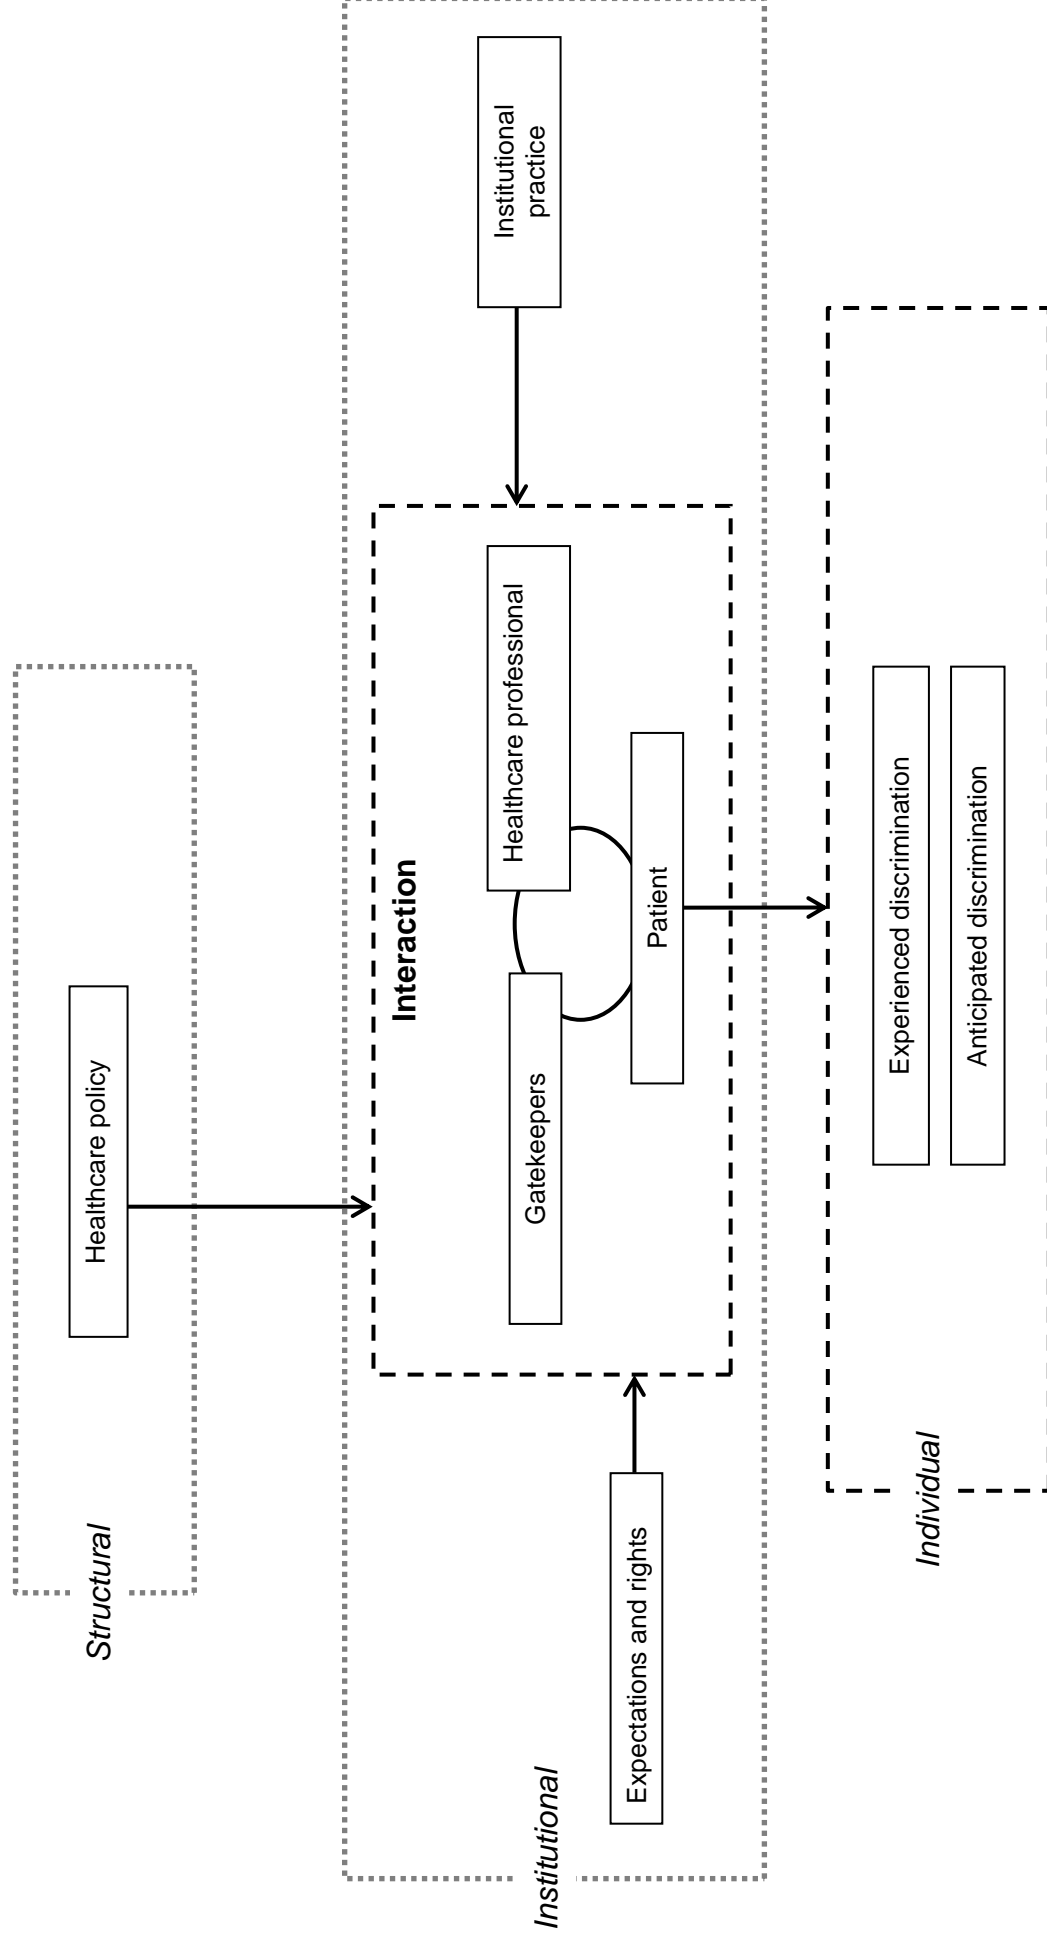 Structural
Healthcare policy
Institutional
Interaction
Expectations and rights
Gatekeepers
Healthcare professional
Patient
Institutional
practice
Individual
Experienced discrimination
Anticipated discrimination